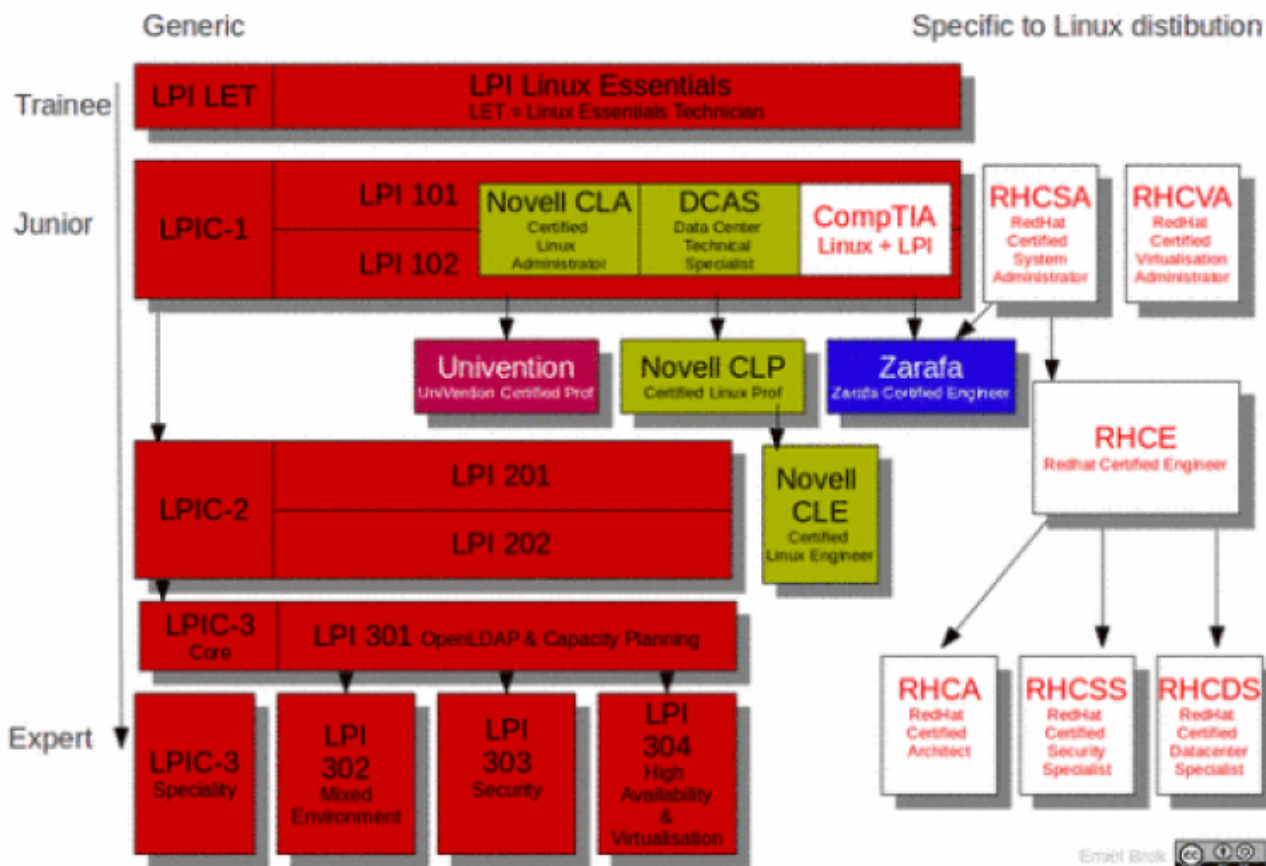 Generic
Specific to Linux distibution
Trainee
LPI LET
LPI Linux Essentials
LET = Linux Essentials Technician
Junior
LPIC-1
LPI 101
LPI 102
Novell CLA
Certified
Linux
Administrator
DCAS
Data Center
Technical
Specialist
CompTIA
Linux + LPI
RHCSA
RedHat
Certified
System
Administrator
RHCVA
RedHat
Certified
Virtualisation
Administrator
Univention
UniVention Certified Prof
Novell CLP
Certified Linux Prof
Zarafa
Zarafa Certified Engineer
RHCE
Redhat Certified Engineer
LPIC-2
LPI 201
LPI 202
Novell
CLE
Certified
Linux Engineer
LPIC-3
Core
LPI 301 OpenLDAP & Capacity Planning
Expert
LPIC-3
Speciality
LPI
302
Mixed
Environment
LPI
303
Security
LPI
304
High
Availability
&
Virtualisation
RHCA
RedHat
Certified
Architect
RHCSS
RedHat
Certified
Security
Specialist
RHCDS
RedHat
Certified
Datacenter
Specialist
Emiel Brok
cc